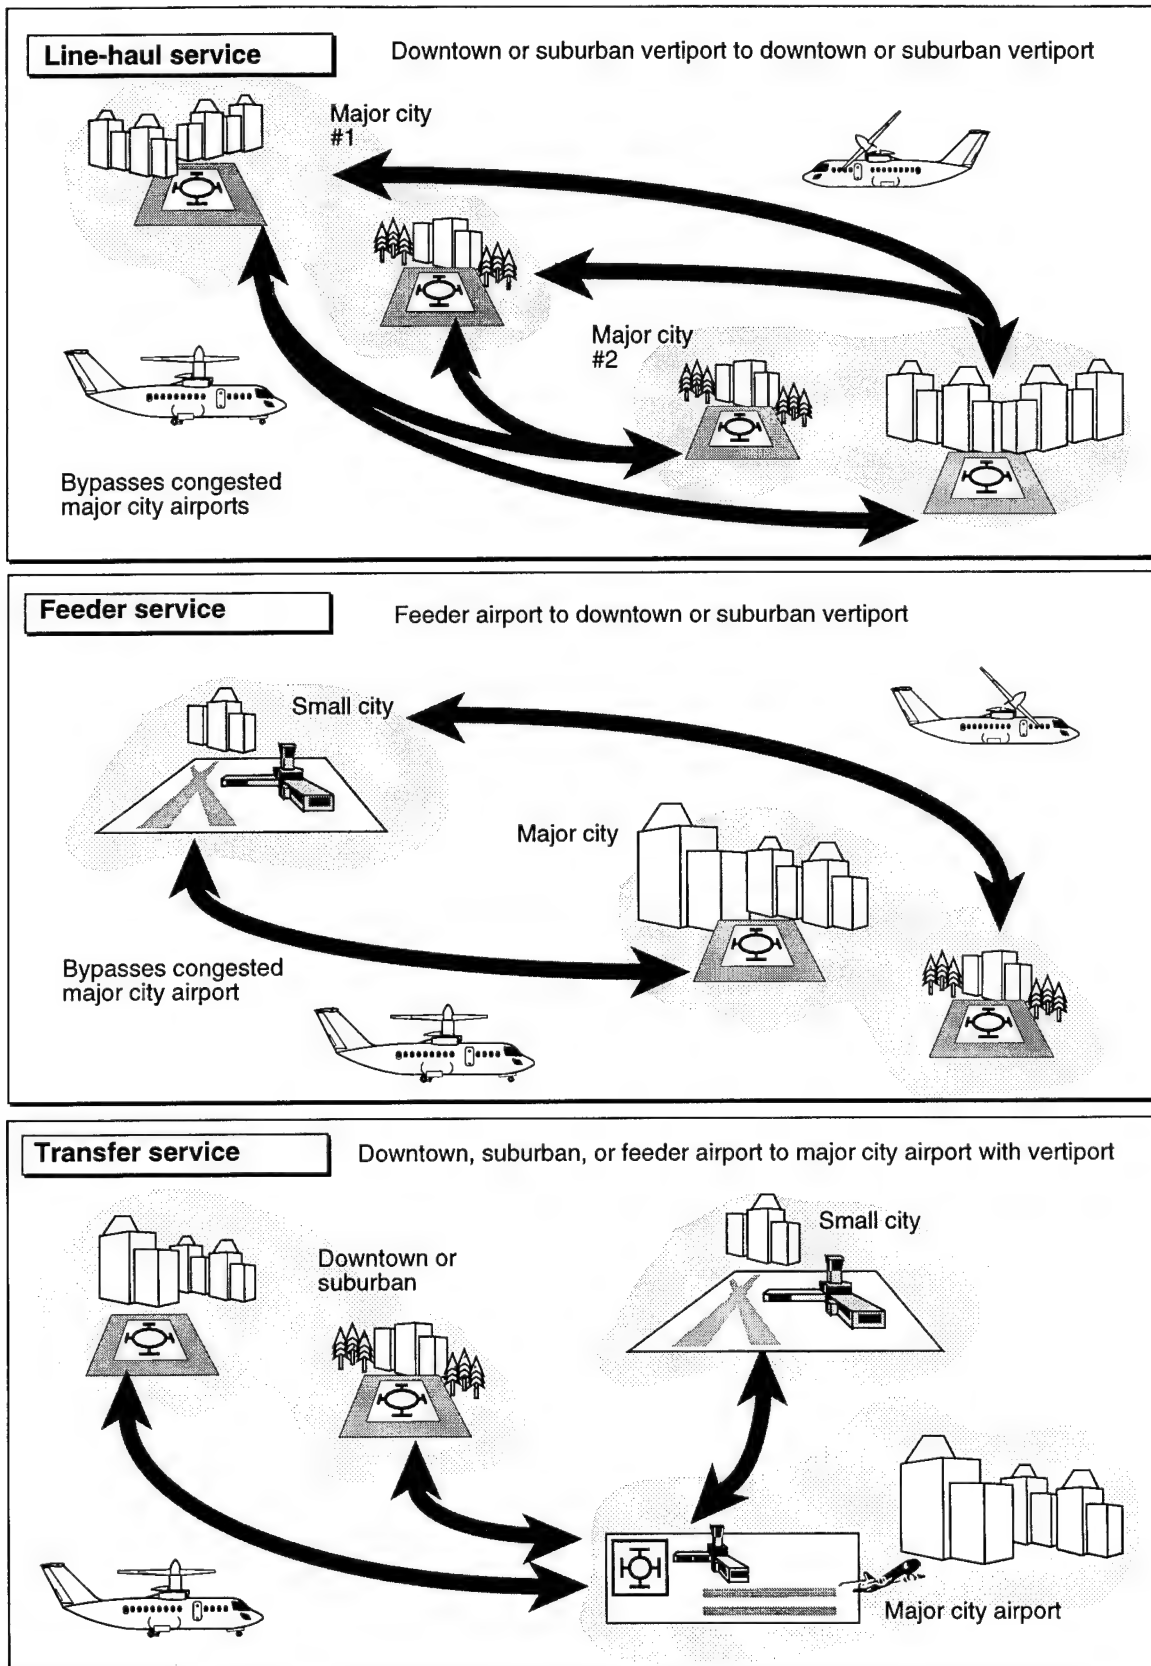 Line-haul service
Downtown or suburban vertiport to downtown or suburban vertiport
Major city
#1
Major city
#2
Bypasses congested
major city airports
Feeder service
Feeder airport to downtown or suburban vertiport
Small city
Major city
Bypasses congested
major city airport
Transfer service
Downtown, suburban, or feeder airport to major city airport with vertiport
Small city
Downtown or
suburban
Major city airport